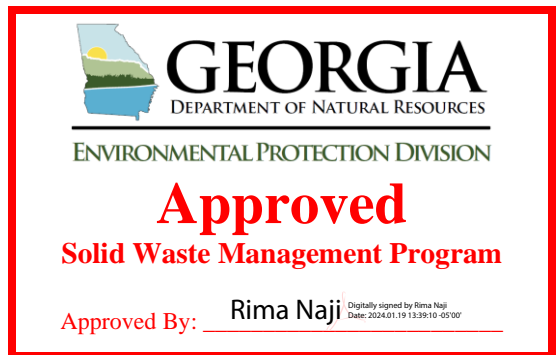 GEORGIA
DEPARTMENT OF NATURAL RESOURCES
ENVIRONMENTAL PROTECTION DIVISION
Approved
Solid Waste Management Program
Approved By: Rima Naji
Digitally signed by Rima Naji
Date: 2024.01.19 13:39:10 -05'00'